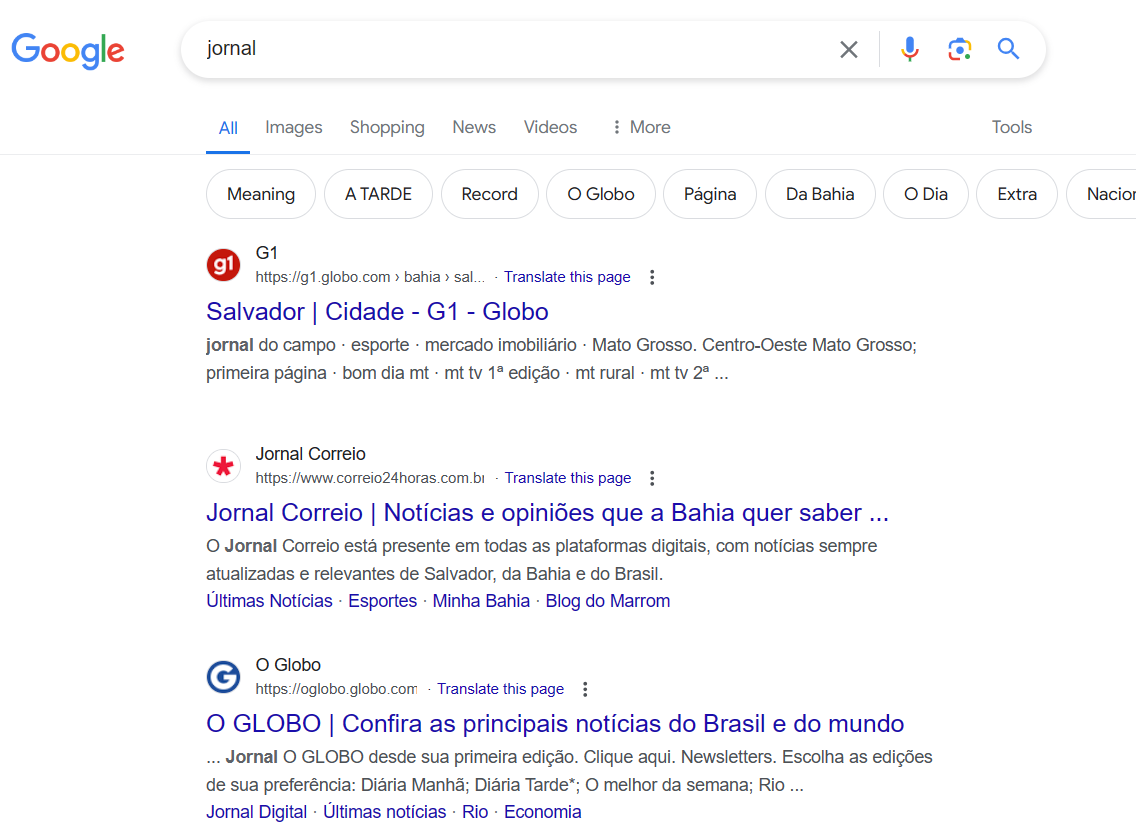 Google
jornal
All Images Shopping News Videos More Tools
Meaning A TARDE Record O Globo Página Da Bahia O Dia Extra
g1 G1
https://g1.globo.com › bahia › sal... · Translate this page
Salvador | Cidade - G1 - Globo
jornal do campo · esporte · mercado imobiliário · Mato Grosso. Centro-Oeste Mato Grosso;
primeira página · bom dia mt · mt tv 1ª edição · mt rural · mt tv 2ª ...
Jornal Correio
https://www.correio24horas.com.br · Translate this page
Jornal Correio | Notícias e opiniões que a Bahia quer saber ...
O Jornal Correio está presente em todas as plataformas digitais, com notícias sempre
atualizadas e relevantes de Salvador, da Bahia e do Brasil.
Últimas Notícias · Esportes · Minha Bahia · Blog do Marrom
G O Globo
https://oglobo.globo.com · Translate this page
O GLOBO | Confira as principais notícias do Brasil e do mundo
... Jornal O GLOBO desde sua primeira edição. Clique aqui. Newsletters. Escolha as edições
de sua preferência: Diária Manhã; Diária Tarde*; O melhor da semana; Rio ...
Jornal Digital · Últimas notícias · Rio · Economia